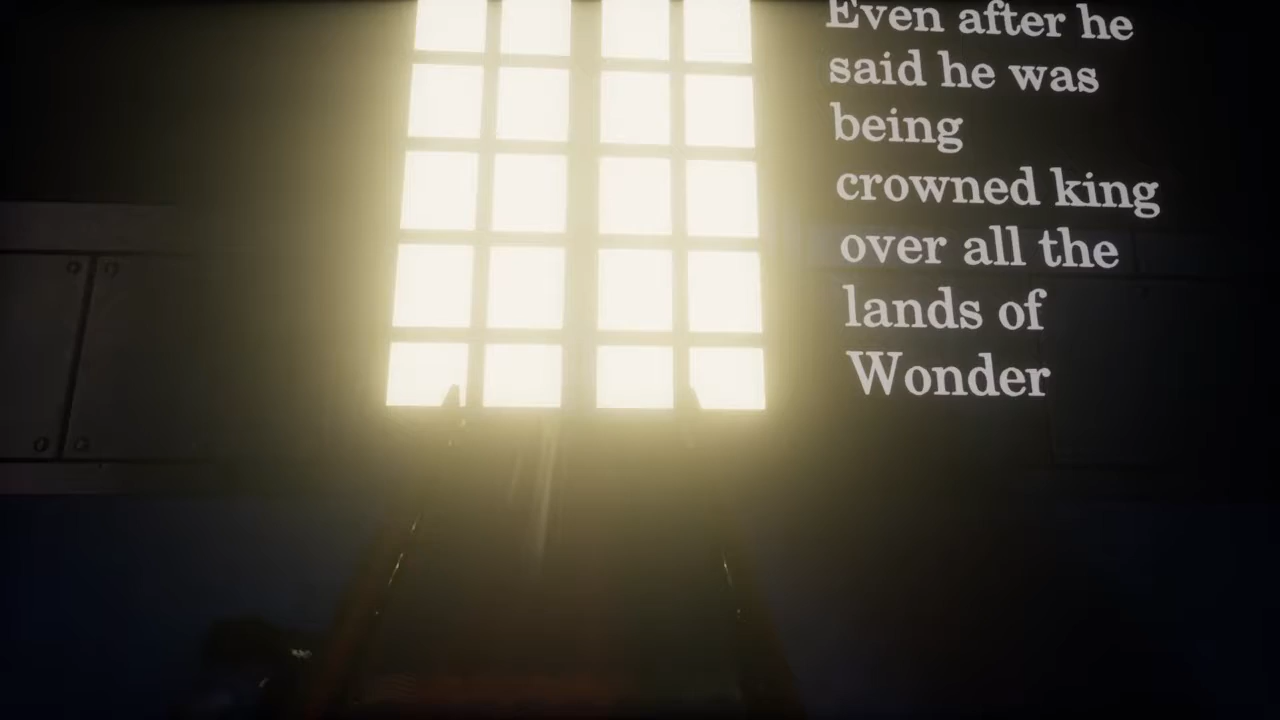 Even after he
said he was
being
crowned king
over all the
lands of
Wonder